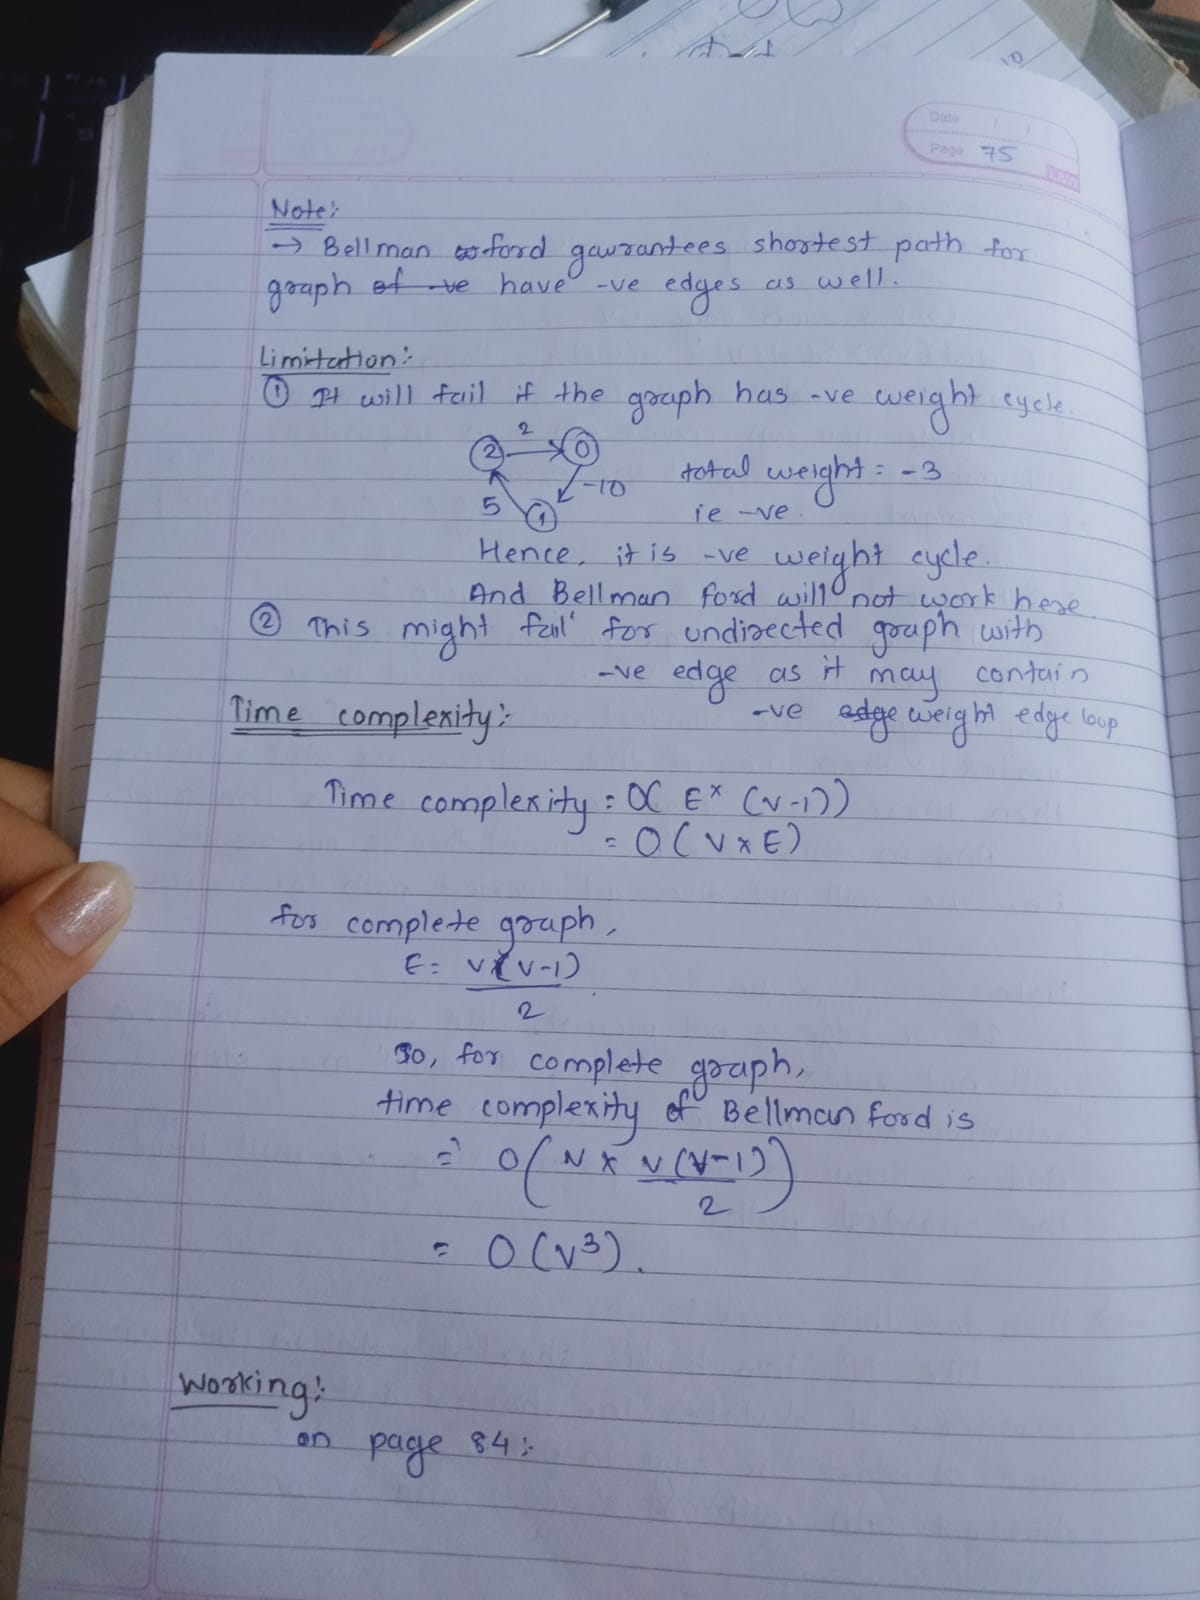 Date / /
Page 75
LAW
Note:
→ Bellman ford gaurantees shortest path for
graph of -ve have -ve edges as well.
Limitation:
① It will fail if the graph has -ve weight cycle.
2
2 0
-10
5
1
total weight = -3
ie -ve.
Hence, it is -ve weight cycle.
And Bellman ford will not work here.
② This might fail for undirected graph with
-ve edge as it may contain
-ve edge weight edge loop
Time complexity:
Time complexity = O( E × (V-1))
= O( V × E)
for complete graph,
E = V×(V-1)
2
So, for complete graph,
time complexity of Bellman ford is
= O( V × V(V-1) )
2
= O(V³).
Working:
on page 84: